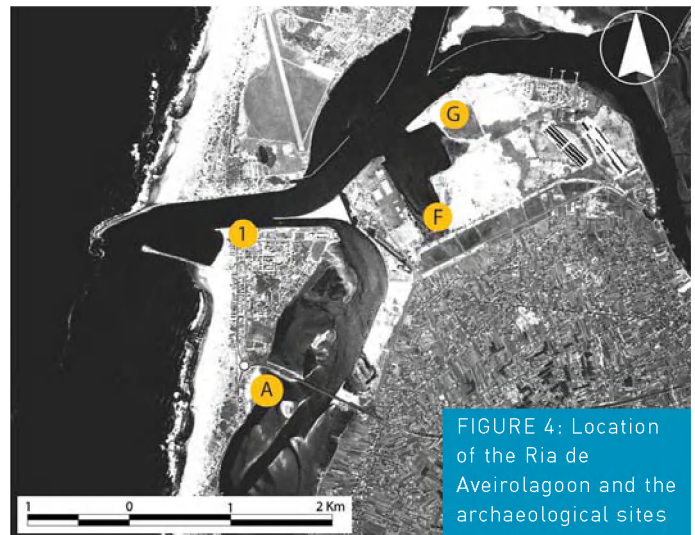 G
F
1
A
FIGURE 4: Location
of the Ria de
Aveirolagoon and the
archaeological sites
1 0 1 2 Km